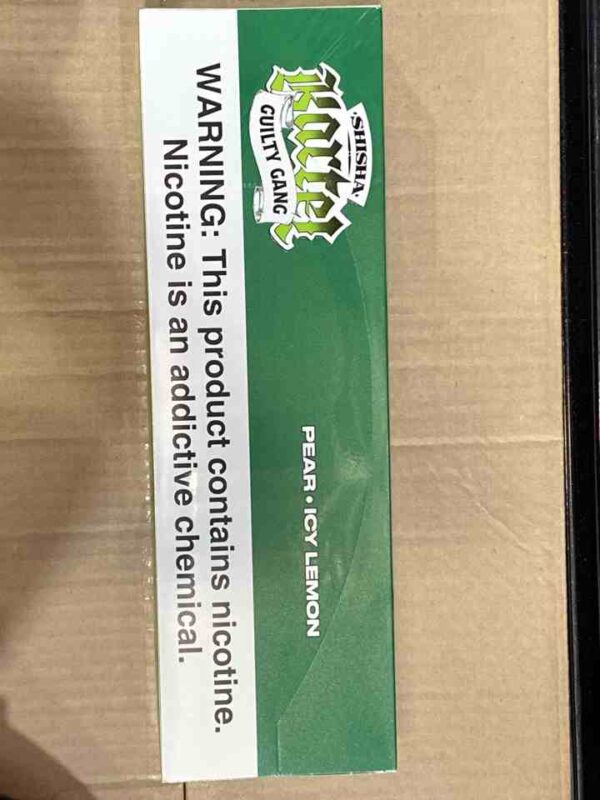 ·SHISHA·
Kartel
GUILTY GANG
PEAR • ICY LEMON
WARNING: This product contains nicotine.
Nicotine is an addictive chemical.